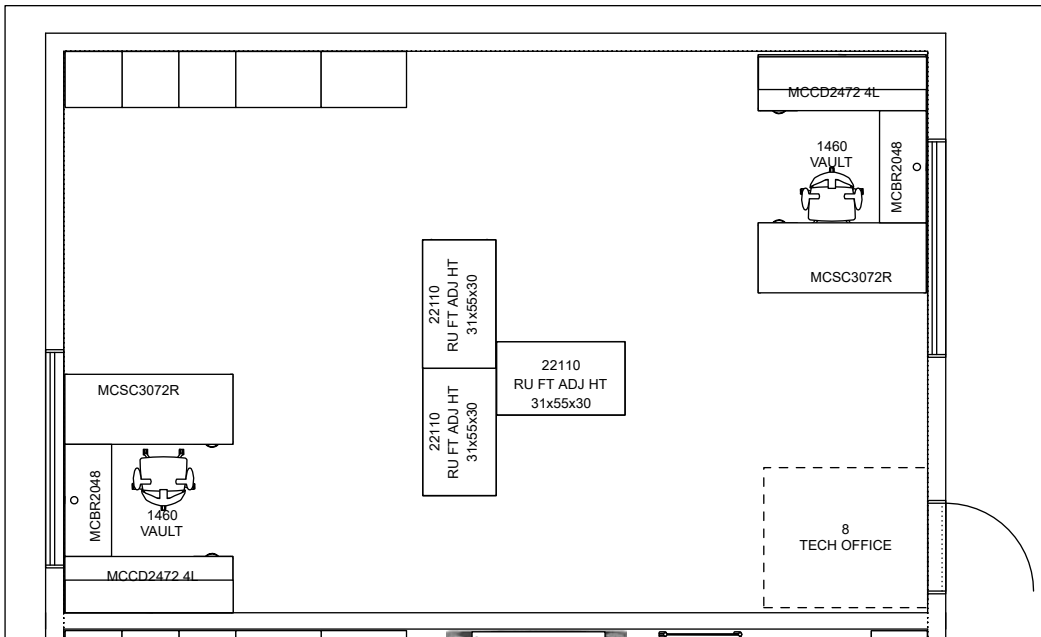 MCCD2472 4L
1460
VAULT
MCBR2048
MCSC3072R
22110
RU FT ADJ HT
31x55x30
22110
RU FT ADJ HT
31x55x30
22110
RU FT ADJ HT
31x55x30
MCSC3072R
MCBR2048
1460
VAULT
MCCD2472 4L
8
TECH OFFICE